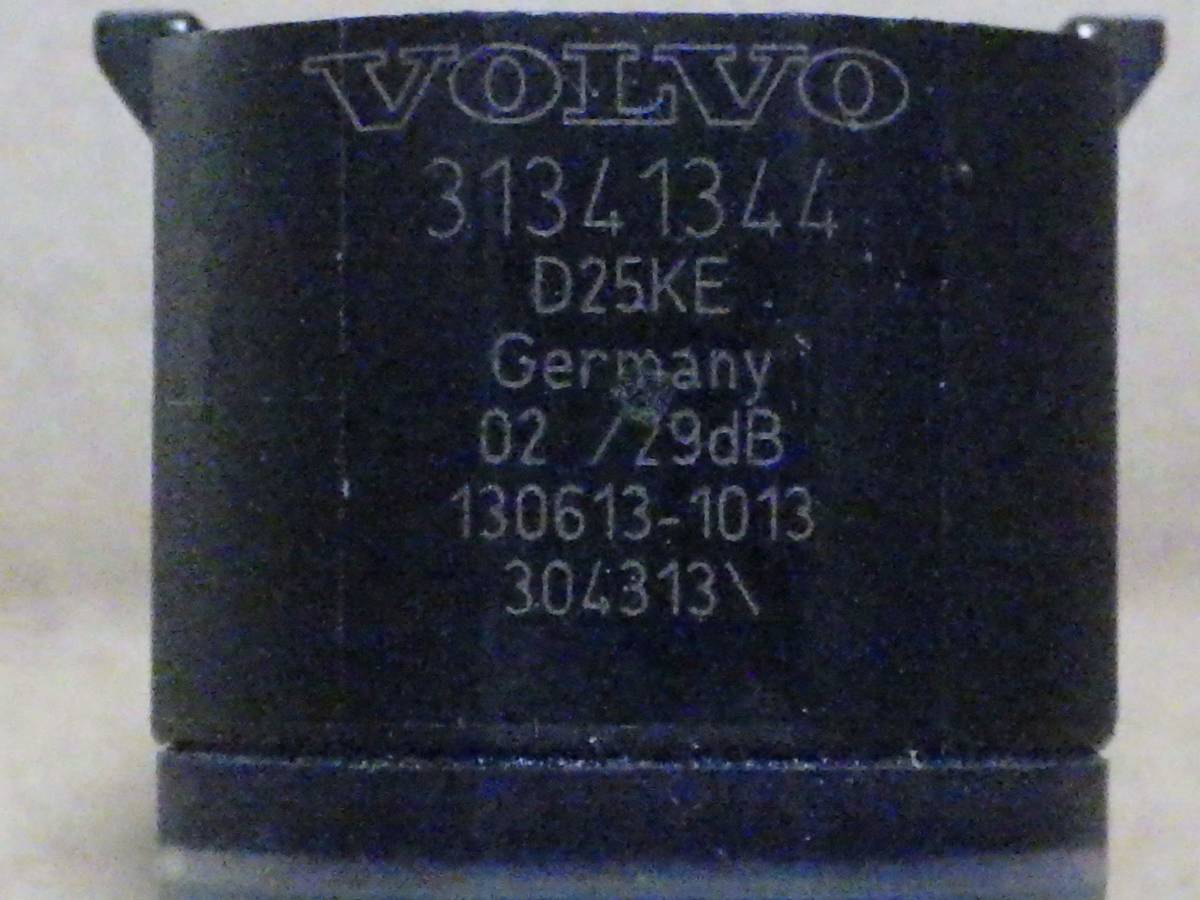 VOLVO
31341344
D25KE
Germany
02 /29dB
130613-1013
304313\